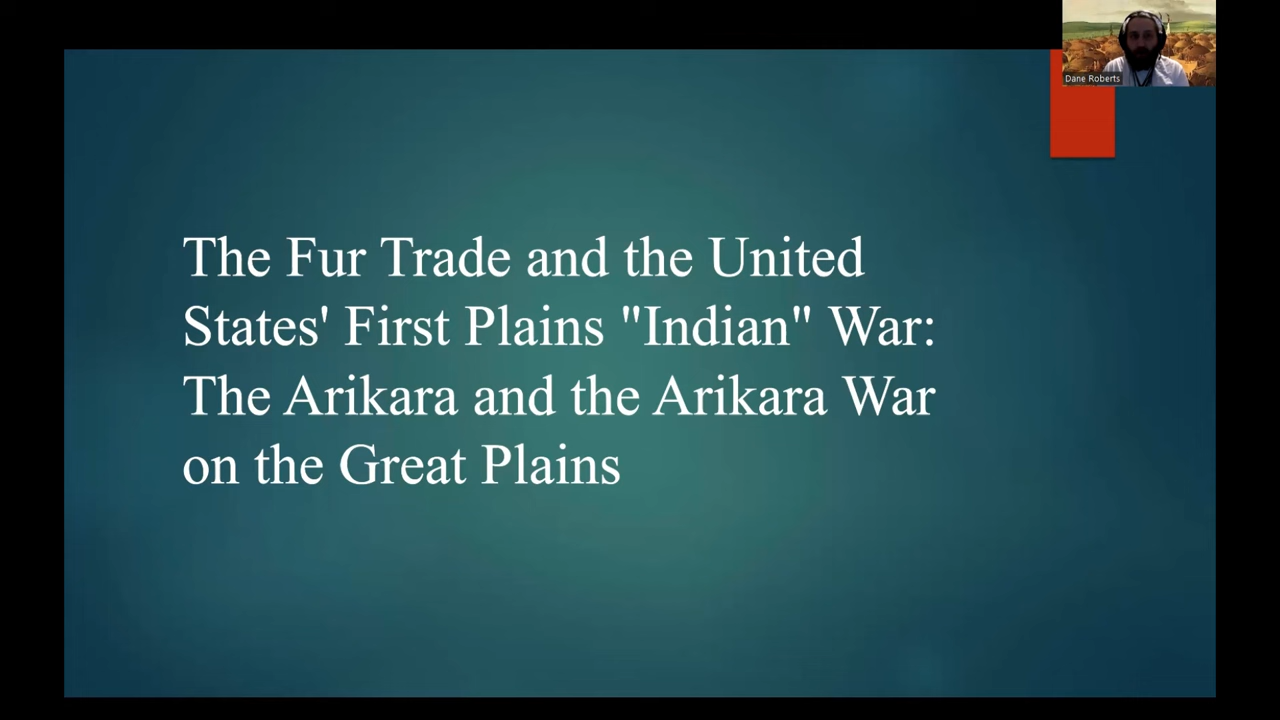 Dane Roberts
The Fur Trade and the United
States' First Plains "Indian" War:
The Arikara and the Arikara War
on the Great Plains